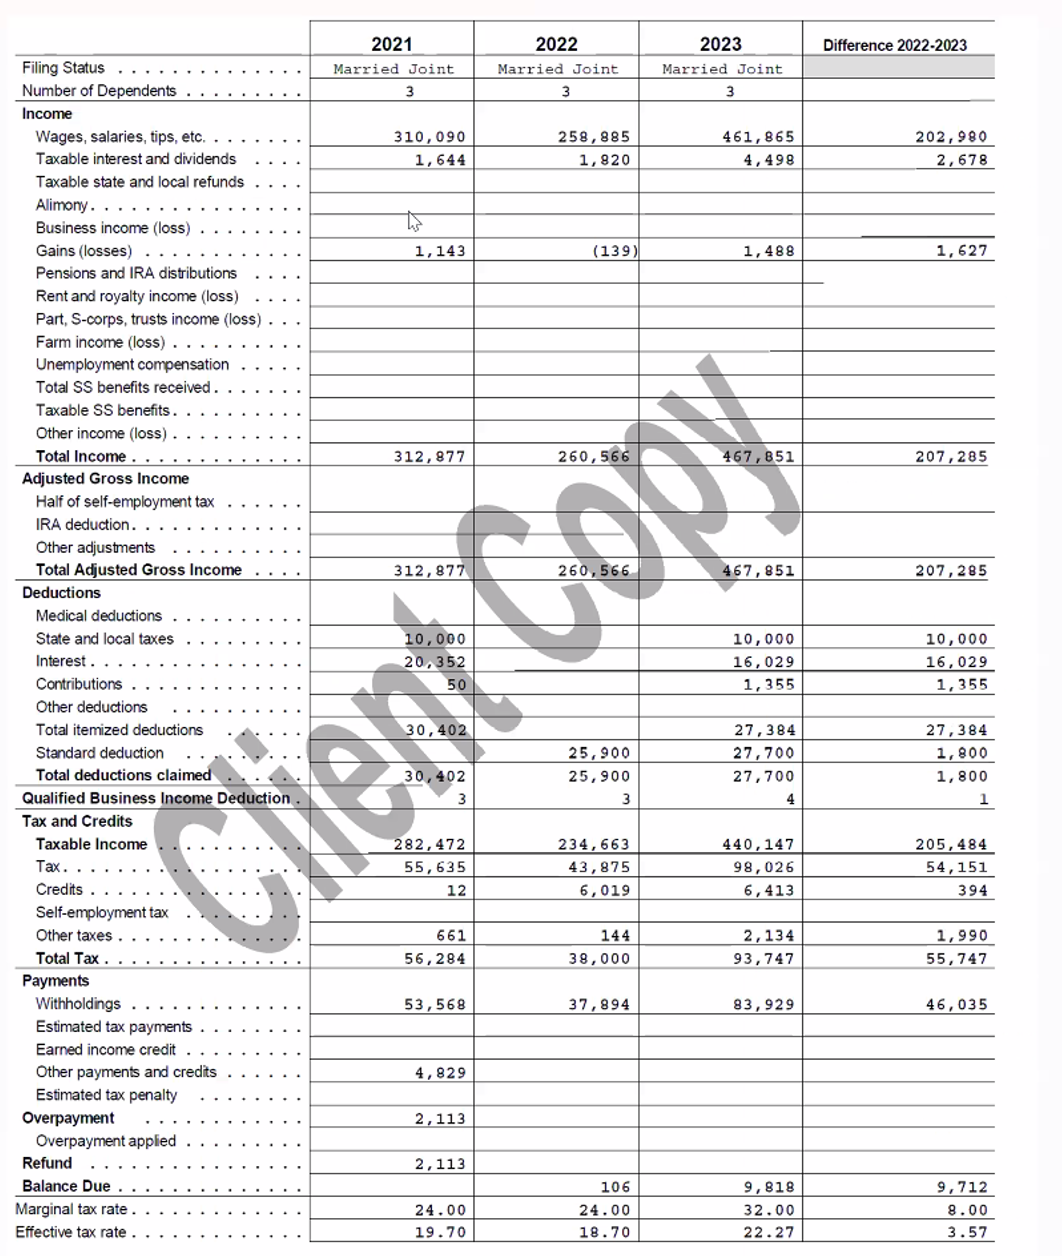 2021 2022 2023 Difference 2022-2023
Filing Status . . . . . . . . . . . . . . Married Joint Married Joint Married Joint
Number of Dependents . . . . . . . . . 3 3 3
Income
Wages, salaries, tips, etc. . . . . . . . 310,090 258,885 461,865 202,980
Taxable interest and dividends . . . . 1,644 1,820 4,498 2,678
Taxable state and local refunds . . . .
Alimony. . . . . . . . . . . . . . . .
Business income (loss) . . . . . . . .
Gains (losses) . . . . . . . . . . . . 1,143 (139) 1,488 1,627
Pensions and IRA distributions . . . .
Rent and royalty income (loss) . . . .
Part, S-corps, trusts income (loss) . . .
Farm income (loss) . . . . . . . . . .
Unemployment compensation . . . . .
Total SS benefits received. . . . . . .
Taxable SS benefits. . . . . . . . . .
Other income (loss) . . . . . . . . . .
Total Income . . . . . . . . . . . . . 312,877 260,566 467,851 207,285
Adjusted Gross Income
Half of self-employment tax . . . . . .
IRA deduction. . . . . . . . . . . . .
Other adjustments . . . . . . . . . .
Total Adjusted Gross Income . . . . 312,877 260,566 467,851 207,285
Deductions
Medical deductions . . . . . . . . . .
State and local taxes . . . . . . . . . 10,000 10,000 10,000
Interest . . . . . . . . . . . . . . . . 20,352 16,029 16,029
Contributions . . . . . . . . . . . . . 50 1,355 1,355
Other deductions . . . . . . . . . .
Total itemized deductions . . . . . . 30,402 27,384 27,384
Standard deduction . . . . . . . . . 25,900 27,700 1,800
Total deductions claimed . . . . . . 30,402 25,900 27,700 1,800
Qualified Business Income Deduction . 3 3 4 1
Tax and Credits
Taxable Income . . . . . . . . . . . 282,472 234,663 440,147 205,484
Tax. . . . . . . . . . . . . . . . . . 55,635 43,875 98,026 54,151
Credits . . . . . . . . . . . . . . . . 12 6,019 6,413 394
Self-employment tax . . . . . . . . .
Other taxes . . . . . . . . . . . . . . 661 144 2,134 1,990
Total Tax . . . . . . . . . . . . . . . 56,284 38,000 93,747 55,747
Payments
Withholdings . . . . . . . . . . . . . 53,568 37,894 83,929 46,035
Estimated tax payments . . . . . . . .
Earned income credit . . . . . . . . .
Other payments and credits . . . . . . 4,829
Estimated tax penalty . . . . . . . .
Overpayment . . . . . . . . . . . . 2,113
Overpayment applied . . . . . . . . .
Refund . . . . . . . . . . . . . . . . 2,113
Balance Due . . . . . . . . . . . . . . 106 9,818 9,712
Marginal tax rate . . . . . . . . . . . . . 24.00 24.00 32.00 8.00
Effective tax rate . . . . . . . . . . . . . 19.70 18.70 22.27 3.57
Client Copy